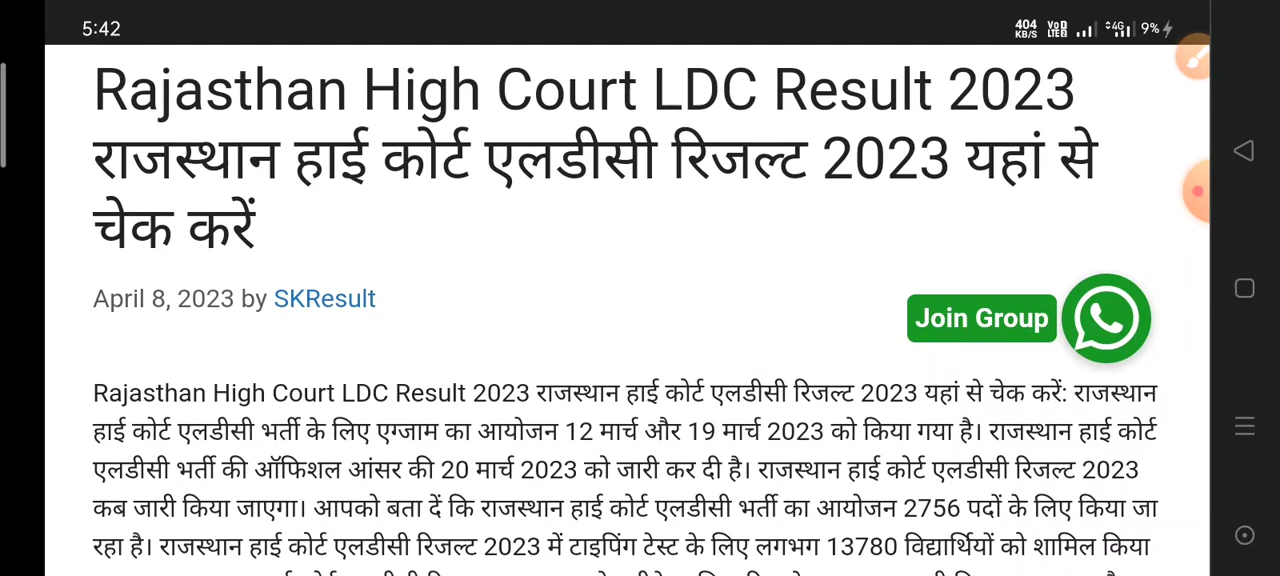 5:42
404 KB/S VoD LTE2 4G 9%
Rajasthan High Court LDC Result 2023
राजस्थान हाई कोर्ट एलडीसी रिजल्ट 2023 यहां से
चेक करें
April 8, 2023 by SKResult
Join Group
Rajasthan High Court LDC Result 2023 राजस्थान हाई कोर्ट एलडीसी रिजल्ट 2023 यहां से चेक करें: राजस्थान
हाई कोर्ट एलडीसी भर्ती के लिए एग्जाम का आयोजन 12 मार्च और 19 मार्च 2023 को किया गया है। राजस्थान हाई कोर्ट
एलडीसी भर्ती की ऑफिशल आंसर की 20 मार्च 2023 को जारी कर दी है। राजस्थान हाई कोर्ट एलडीसी रिजल्ट 2023
कब जारी किया जाएगा। आपको बता दें कि राजस्थान हाई कोर्ट एलडीसी भर्ती का आयोजन 2756 पदों के लिए किया जा
रहा है। राजस्थान हाई कोर्ट एलडीसी रिजल्ट 2023 में टाइपिंग टेस्ट के लिए लगभग 13780 विद्यार्थियों को शामिल किया